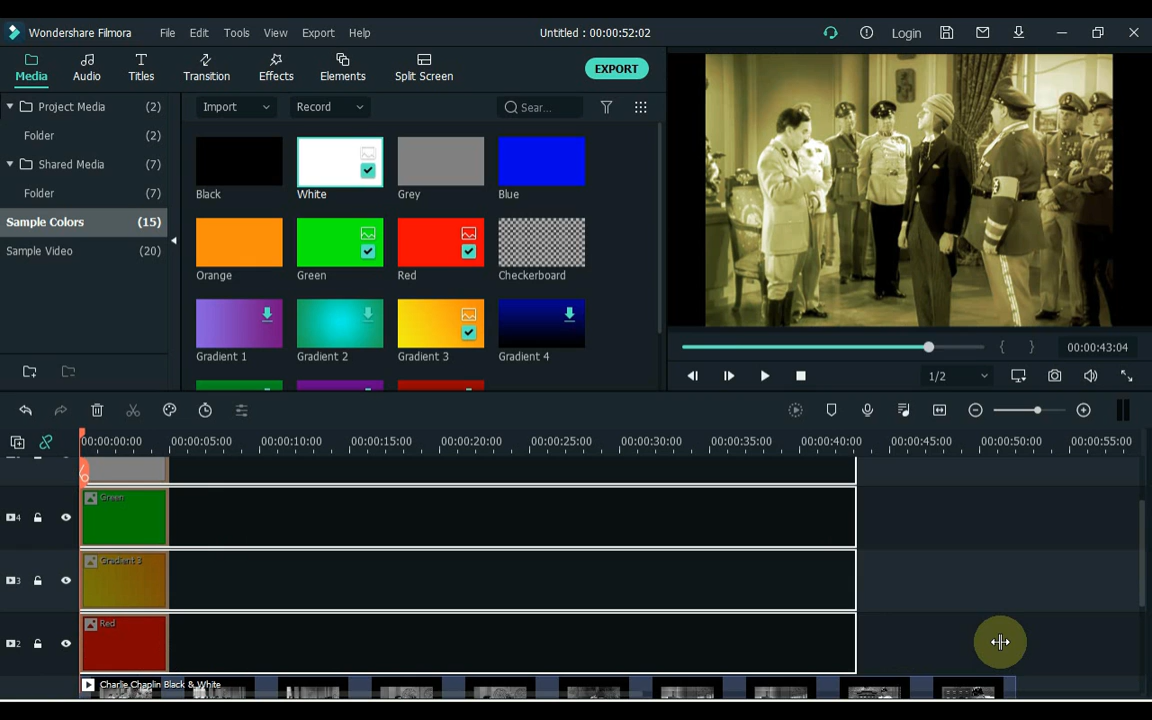 Wondershare Filmora
File Edit Tools View Export Help
Untitled : 00:00:52:02
Login
Media Audio Titles Transition Effects Elements Split Screen
EXPORT
Project Media (2)
Folder (2)
Shared Media (7)
Folder (7)
Sample Colors (15)
Sample Video (20)
Import Record Sear...
Black White Grey Blue
Orange Green Red Checkerboard
Gradient 1 Gradient 2 Gradient 3 Gradient 4
00:00:43:04
1/2
00:00:00:00 00:00:05:00 00:00:10:00 00:00:15:00 00:00:20:00 00:00:25:00 00:00:30:00 00:00:35:00 00:00:40:00 00:00:45:00 00:00:50:00 00:00:55:00
4 Green
3 Gradient 3
2 Red
Charlie Chaplin Black & White